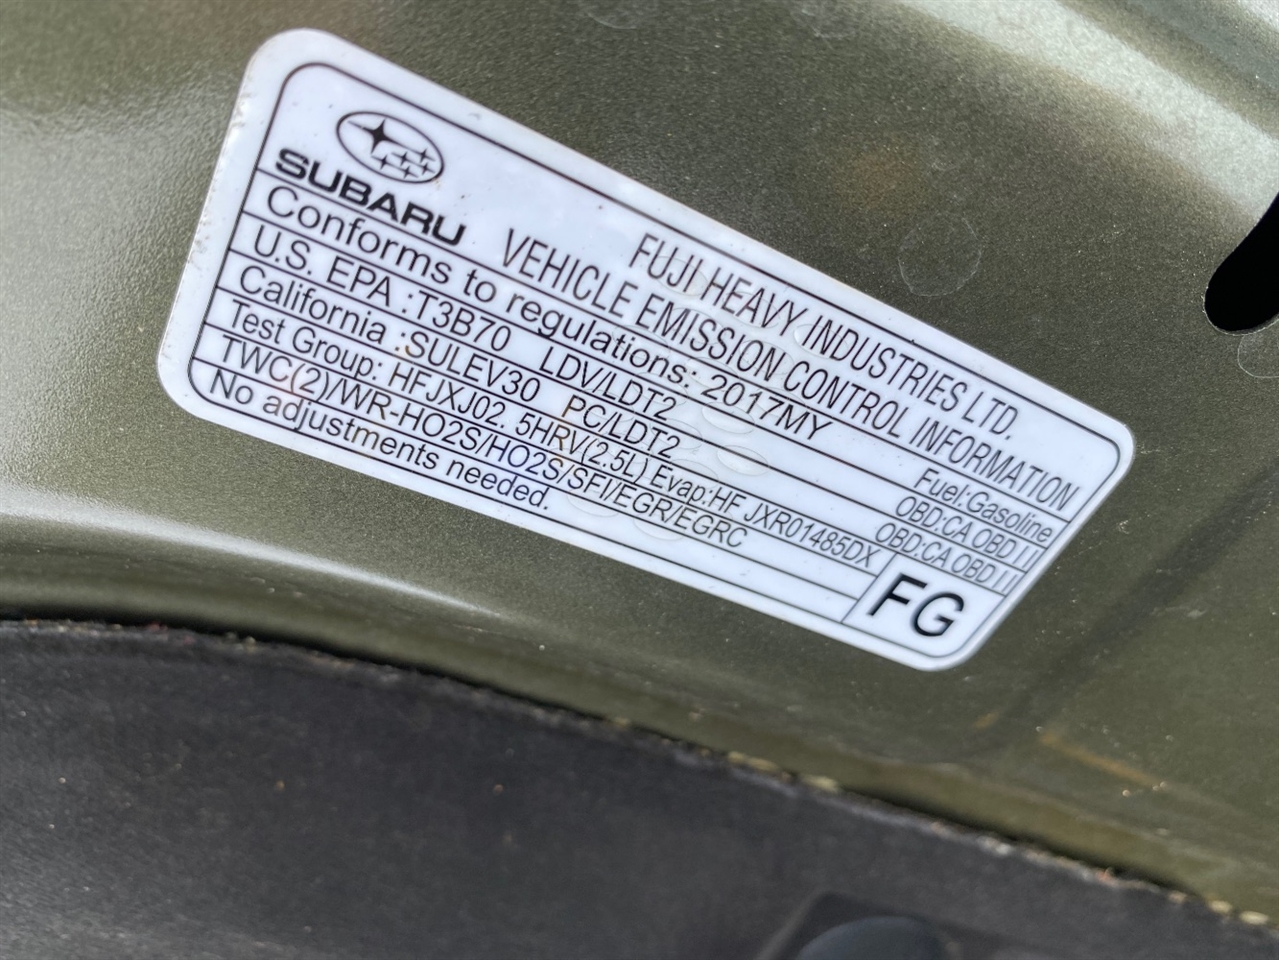 SUBARU
FUJI HEAVY INDUSTRIES LTD.
VEHICLE EMISSION CONTROL INFORMATION
Conforms to regulations: 2017MY Fuel:Gasoline
U.S. EPA :T3B70 LDV/LDT2 OBD:CA OBD II
California :SULEV30 PC/LDT2 OBD:CA OBD II
Test Group: HFJXJ02. 5HRV(2.5L) Evap:HF JXR01485DX
TWC(2)/WR-HO2S/HO2S/SFI/EGR/EGRC
No adjustments needed.
FG